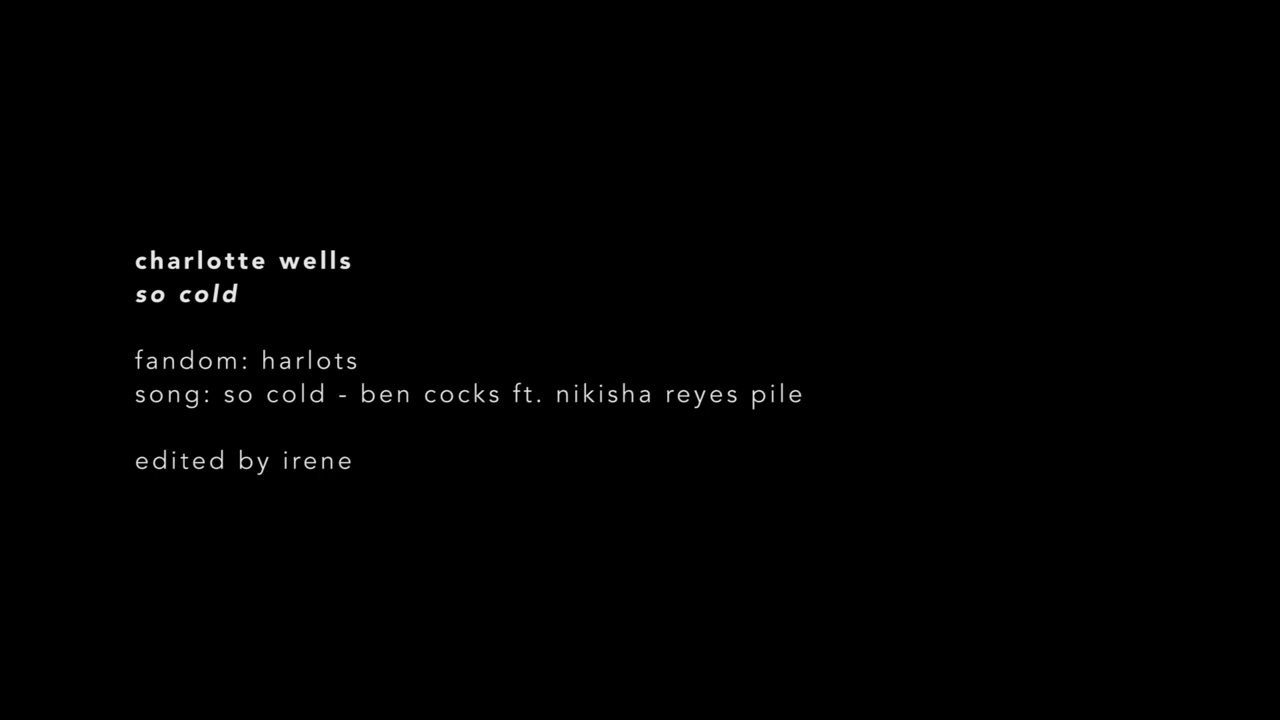 charlotte wells
so cold
fandom: harlots
song: so cold - ben cocks ft. nikisha reyes pile
edited by irene